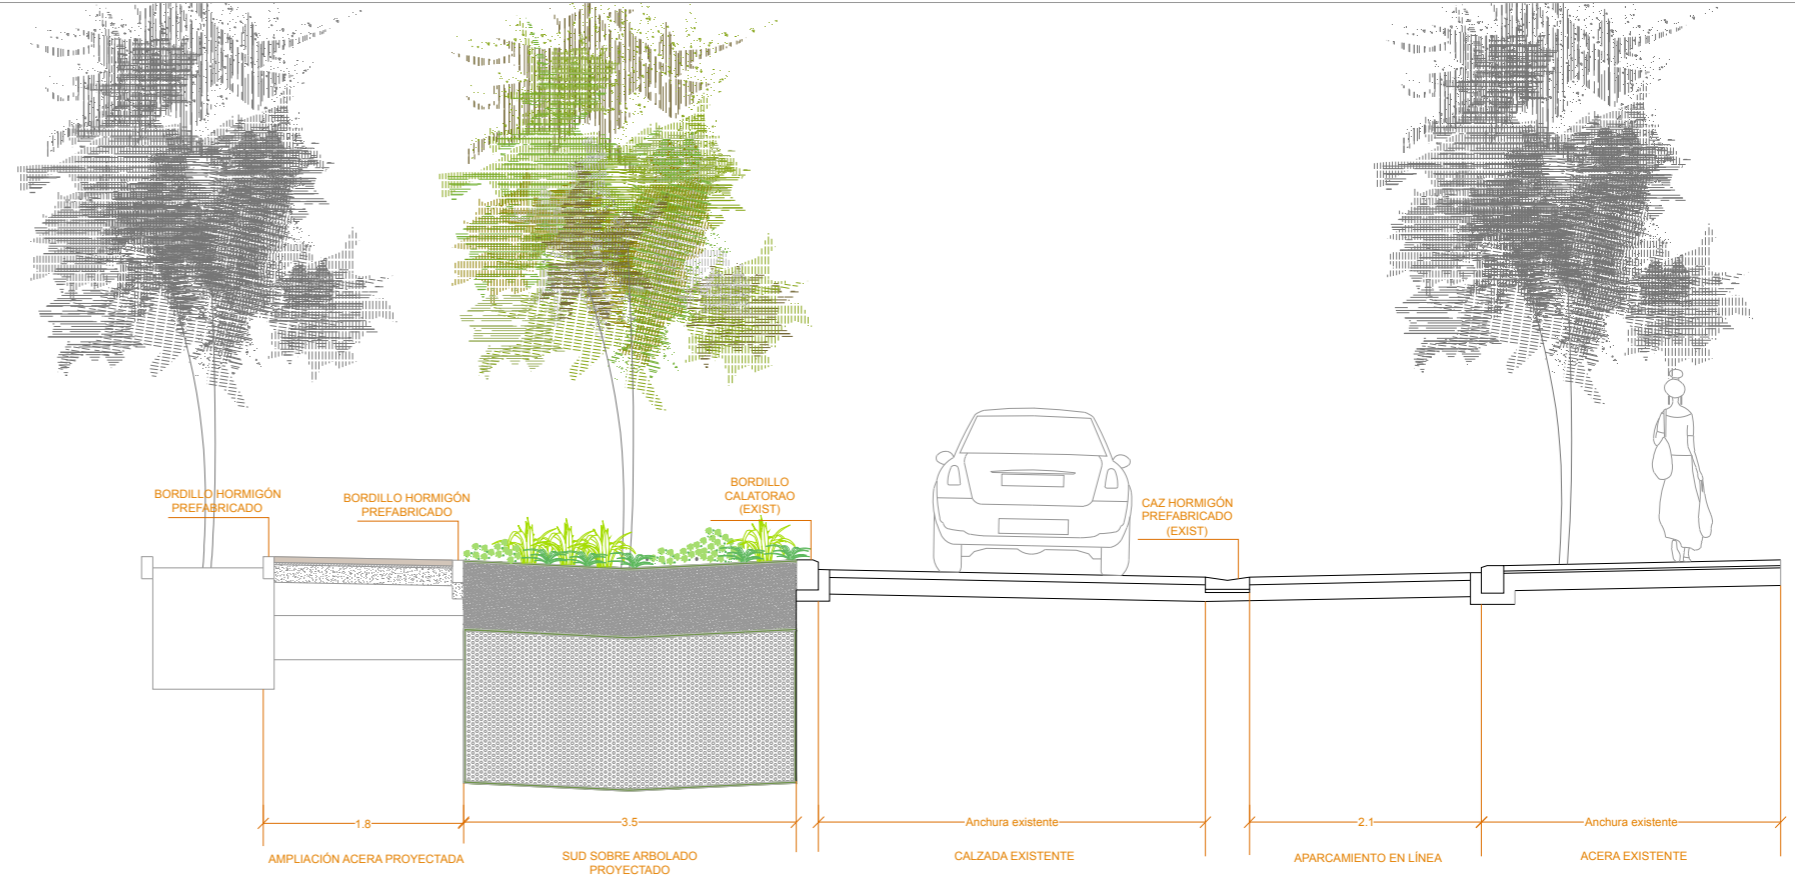 BORDILLO HORMIGÓN
PREFABRICADO
BORDILLO HORMIGÓN
PREFABRICADO
BORDILLO
CALATORAO
(EXIST)
CAZ HORMIGÓN
PREFABRICADO
(EXIST)
1.8
3.5
Anchura existente
2.1
Anchura existente
AMPLIACIÓN ACERA PROYECTADA
SUD SOBRE ARBOLADO
PROYECTADO
CALZADA EXISTENTE
APARCAMIENTO EN LÍNEA
ACERA EXISTENTE